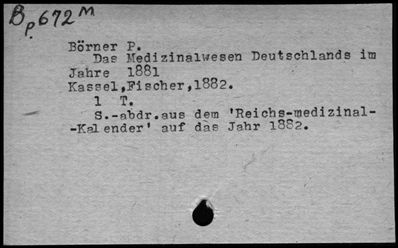 Bp672M
Börner P.
Das Medizinalwesen Deutschlands im
Jahre 1881
Kassel,Fischer,1882.
1 T.
S.-abdr.aus dem 'Reichs-medizinal-
-Kalender' auf das Jahr 1882.